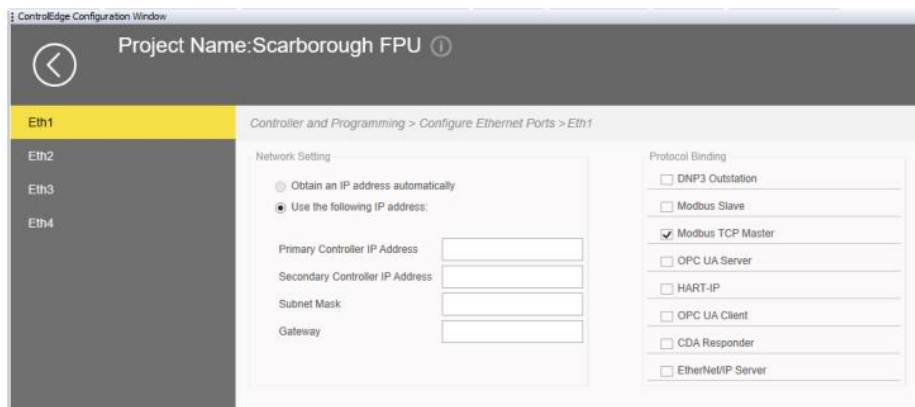 ControlEdge Configuration Window
Project Name:Scarborough FPU
Eth1
Eth2
Eth3
Eth4
Controller and Programming > Configure Ethernet Ports > Eth1
Network Setting
Obtain an IP address automatically
Use the following IP address:
Primary Controller IP Address
Secondary Controller IP Address
Subnet Mask
Gateway
Protocol Binding
DNP3 Outstation
Modbus Slave
Modbus TCP Master
OPC UA Server
HART-IP
OPC UA Client
CDA Responder
EtherNet/IP Server